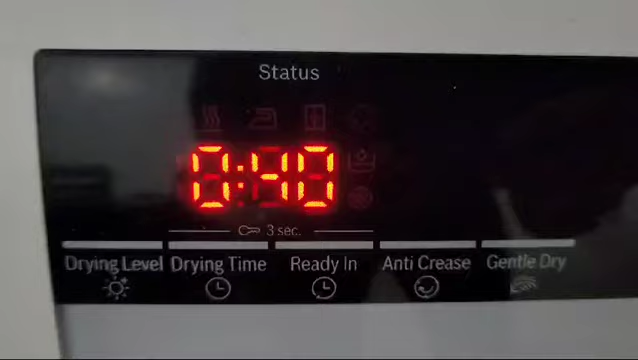 Status
0:40
3 sec.
Drying Level Drying Time Ready In Anti Crease Gentle Dry